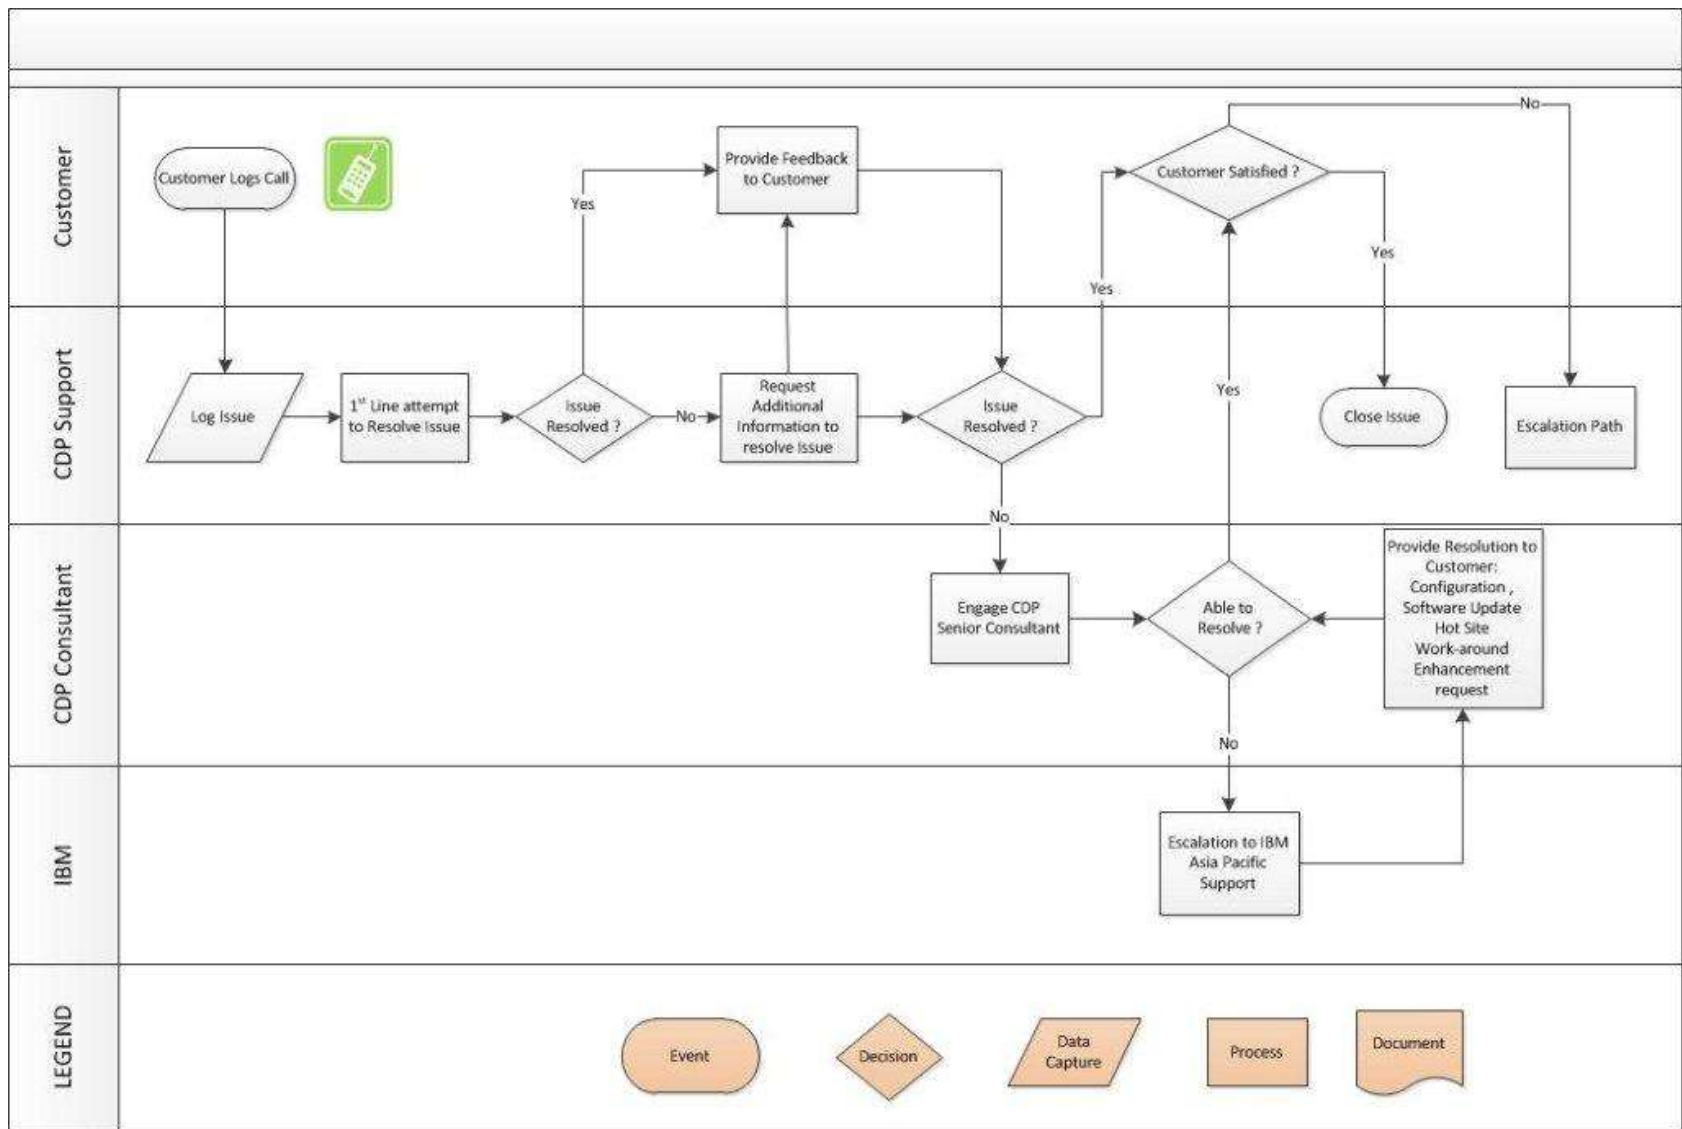 Customer
Customer Logs Call
Provide Feedback
to Customer
Customer Satisfied ?
No
Yes
Yes
Yes
CDP Support
Log Issue
1st Line attempt
to Resolve Issue
Issue
Resolved ?
No
Request
Additional
Information to
resolve Issue
Issue
Resolved ?
Yes
Close Issue
Escalation Path
No
CDP Consultant
Engage CDP
Senior Consultant
Able to
Resolve ?
Provide Resolution to
Customer:
Configuration ,
Software Update
Hot Site
Work-around
Enhancement
request
No
IBM
Escalation to IBM
Asia Pacific
Support
LEGEND
Event
Decision
Data
Capture
Process
Document